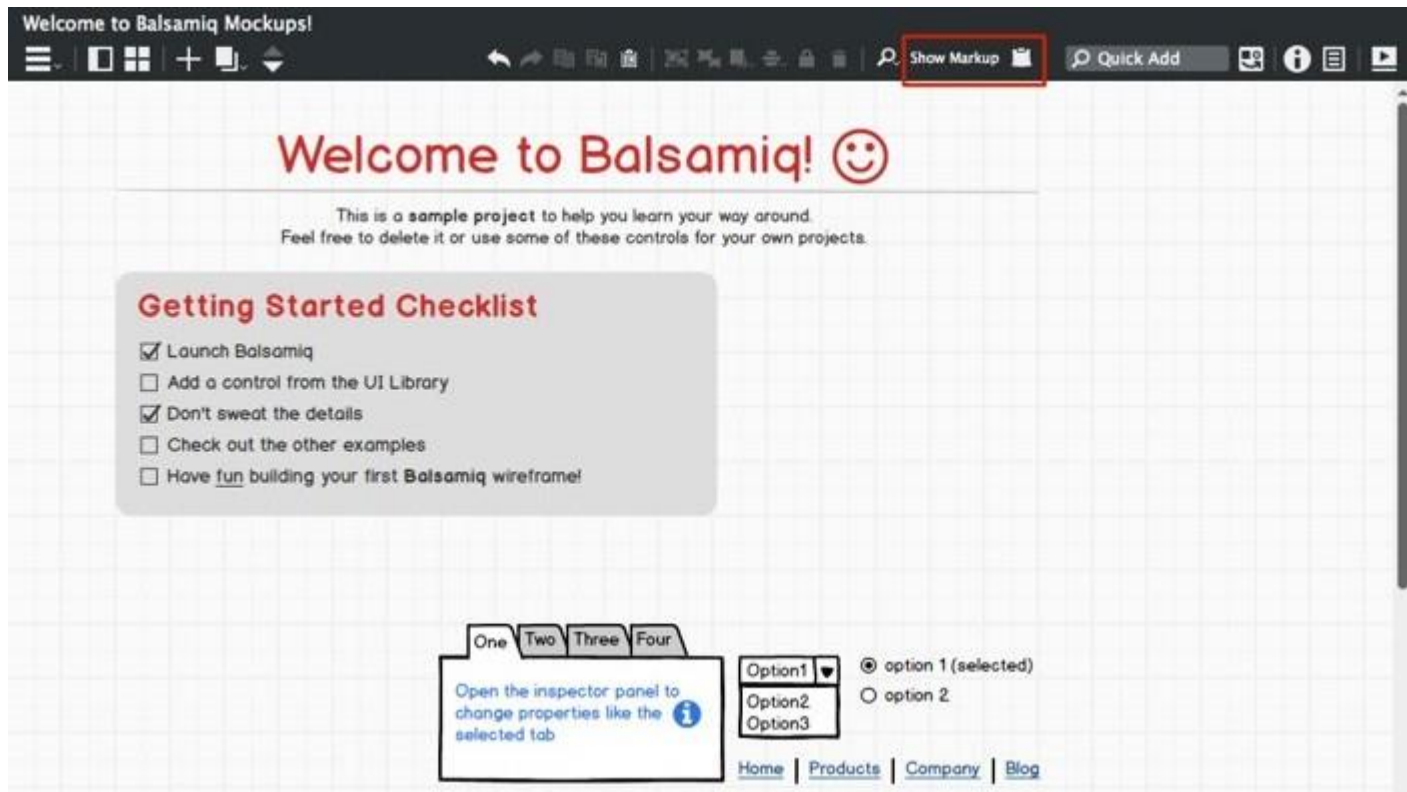 Welcome to Balsamiq Mockups!
Show Markup
Quick Add
Welcome to Balsamiq!
This is a sample project to help you learn your way around.
Feel free to delete it or use some of these controls for your own projects.
Getting Started Checklist
Launch Balsamiq
Add a control from the UI Library
Don't sweat the details
Check out the other examples
Have fun building your first Balsamiq wireframe!
One Two Three Four
Open the inspector panel to
change properties like the
selected tab
Option1
Option2
Option3
option 1 (selected)
option 2
Home | Products | Company | Blog